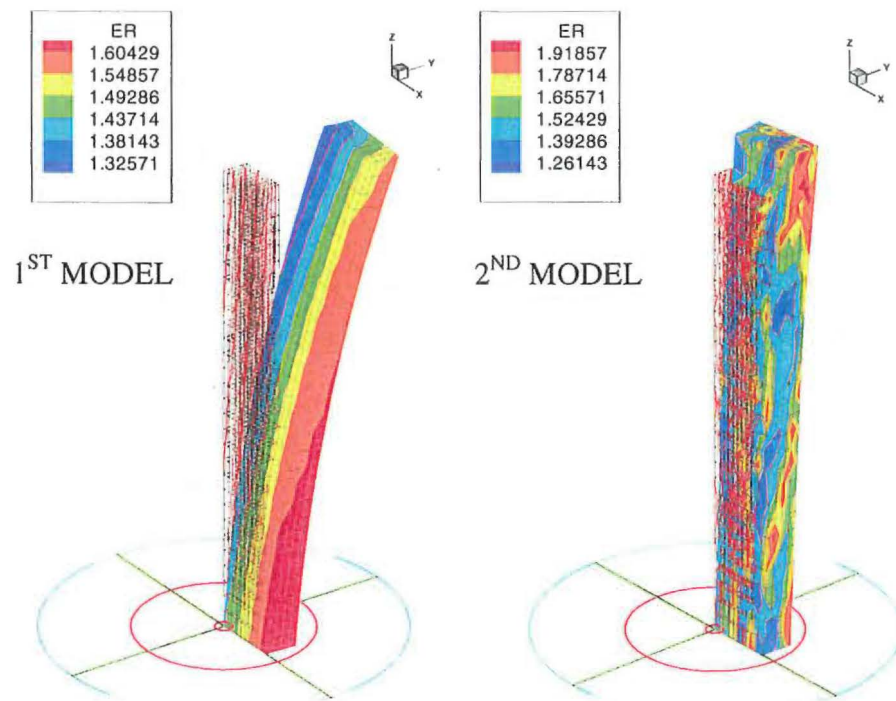 ER
1.60429
1.54857
1.49286
1.43714
1.38143
1.32571
Z
Y
X
1ST MODEL
ER
1.91857
1.78714
1.65571
1.52429
1.39286
1.26143
Z
Y
X
2ND MODEL